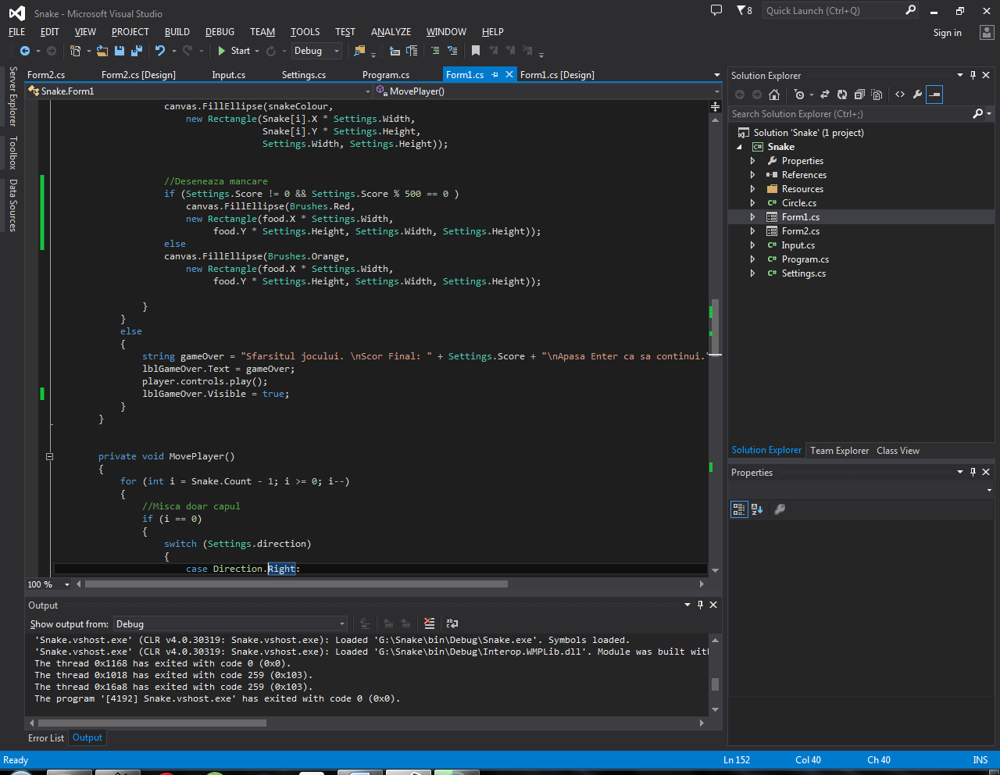 Snake - Microsoft Visual Studio
8
Quick Launch (Ctrl+Q)
FILE EDIT VIEW PROJECT BUILD DEBUG TEAM TOOLS TEST ANALYZE WINDOW HELP
Sign in
Start Debug
Server Explorer
Toolbox
Data Sources
Form2.cs Form2.cs [Design] Input.cs Settings.cs Program.cs Form1.cs Form1.cs [Design]
Snake.Form1 MovePlayer()
canvas.FillEllipse(snakeColour,
new Rectangle(Snake[i].X * Settings.Width,
Snake[i].Y * Settings.Height,
Settings.Width, Settings.Height));
//Deseneaza mancare
if (Settings.Score != 0 && Settings.Score % 500 == 0 )
canvas.FillEllipse(Brushes.Red,
new Rectangle(food.X * Settings.Width,
food.Y * Settings.Height, Settings.Width, Settings.Height));
else
canvas.FillEllipse(Brushes.Orange,
new Rectangle(food.X * Settings.Width,
food.Y * Settings.Height, Settings.Width, Settings.Height));
}
}
else
{
string gameOver = "Sfarsitul jocului. \nScor Final: " + Settings.Score + "\nApasa Enter ca sa continui."
lblGameOver.Text = gameOver;
player.controls.play();
lblGameOver.Visible = true;
}
}
private void MovePlayer()
{
for (int i = Snake.Count - 1; i >= 0; i--)
{
//Misca doar capul
if (i == 0)
{
switch (Settings.direction)
{
case Direction.Right:
100 %
Output
Show output from: Debug
'Snake.vshost.exe' (CLR v4.0.30319: Snake.vshost.exe): Loaded 'G:\Snake\bin\Debug\Snake.exe'. Symbols loaded.
'Snake.vshost.exe' (CLR v4.0.30319: Snake.vshost.exe): Loaded 'G:\Snake\bin\Debug\Interop.WMPLib.dll'. Module was built with
The thread 0x1168 has exited with code 0 (0x0).
The thread 0x1018 has exited with code 259 (0x103).
The thread 0x16a8 has exited with code 259 (0x103).
The program '[4192] Snake.vshost.exe' has exited with code 0 (0x0).
Error List Output
Solution Explorer
Search Solution Explorer (Ctrl+;)
Solution 'Snake' (1 project)
Snake
Properties
References
Resources
Circle.cs
Form1.cs
Form2.cs
Input.cs
Program.cs
Settings.cs
Solution Explorer Team Explorer Class View
Properties
Ready Ln 152 Col 40 Ch 40 INS